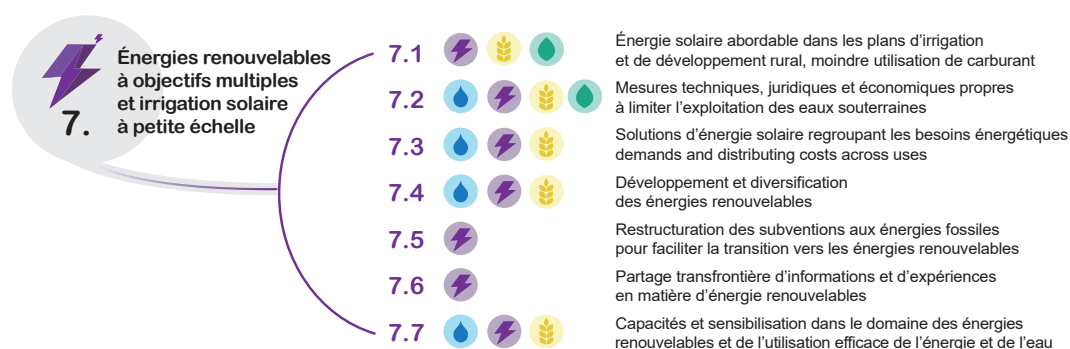 Énergies renouvelables
à objectifs multiples
et irrigation solaire
à petite échelle
7.
7.1
Énergie solaire abordable dans les plans d'irrigation
et de développement rural, moindre utilisation de carburant
7.2
Mesures techniques, juridiques et économiques propres
à limiter l'exploitation des eaux souterraines
7.3
Solutions d'énergie solaire regroupant les besoins énergétiques
demands and distributing costs across uses
7.4
Développement et diversification
des énergies renouvelables
7.5
Restructuration des subventions aux énergies fossiles
pour faciliter la transition vers les énergies renouvelables
7.6
Partage transfrontière d'informations et d'expériences
en matière d'énergie renouvelables
7.7
Capacités et sensibilisation dans le domaine des énergies
renouvelables et de l'utilisation efficace de l'énergie et de l'eau